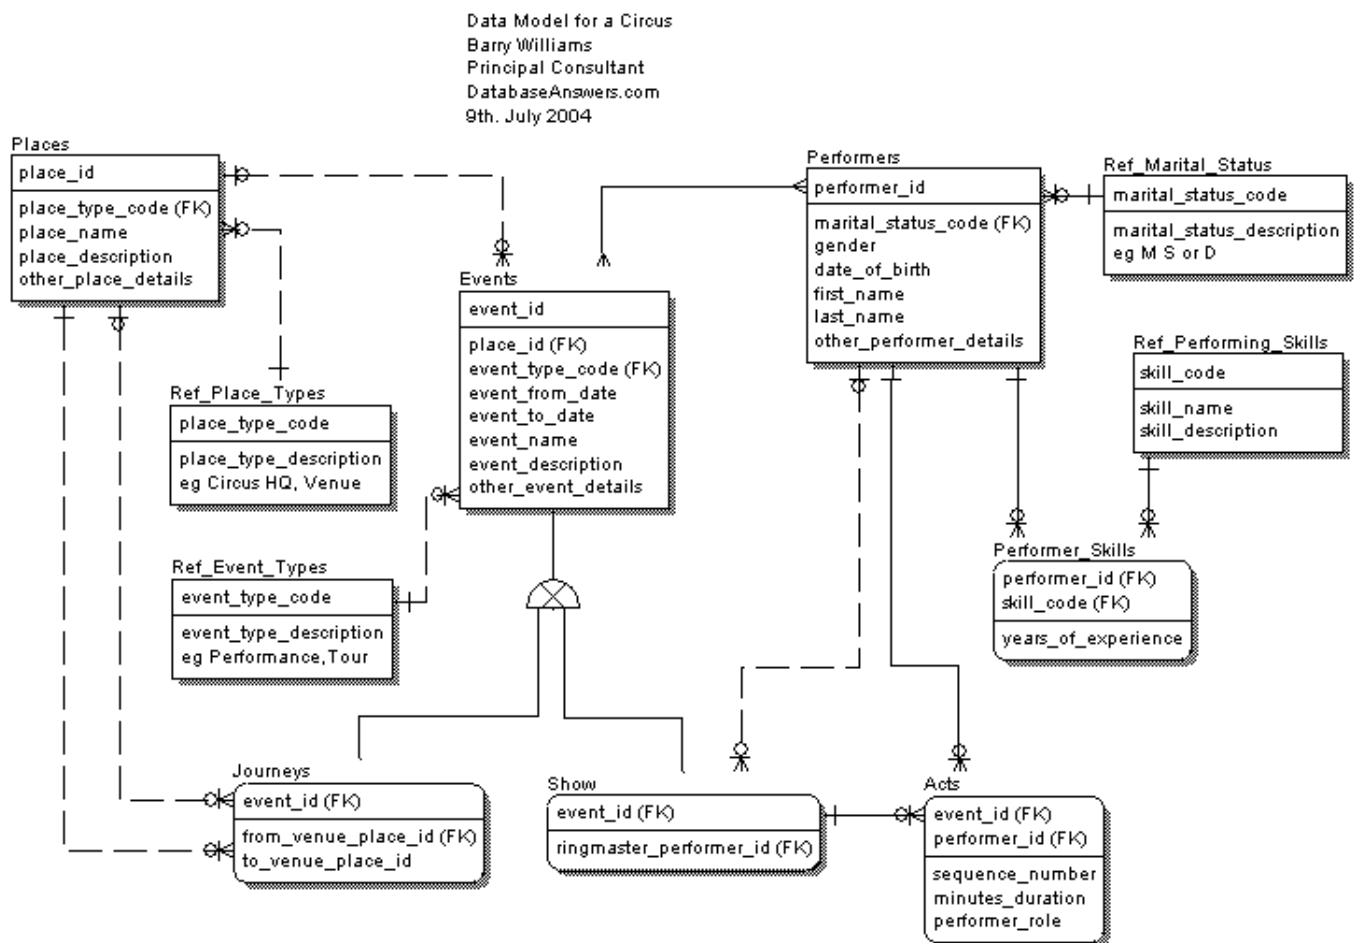 Data Model for a Circus
Barry Williams
Principal Consultant
DatabaseAnswers.com
9th. July 2004
Places
place_id
place_type_code (FK)
place_name
place_description
other_place_details
Performers
performer_id
marital_status_code (FK)
gender
date_of_birth
first_name
last_name
other_performer_details
Ref_Marital_Status
marital_status_code
marital_status_description
eg M S or D
Events
event_id
place_id (FK)
event_type_code (FK)
event_from_date
event_to_date
event_name
event_description
other_event_details
Ref_Performing_Skills
skill_code
skill_name
skill_description
Ref_Place_Types
place_type_code
place_type_description
eg Circus HQ, Venue
Performer_Skills
performer_id (FK)
skill_code (FK)
years_of_experience
Ref_Event_Types
event_type_code
event_type_description
eg Performance,Tour
Journeys
event_id (FK)
from_venue_place_id (FK)
to_venue_place_id
Show
event_id (FK)
ringmaster_performer_id (FK)
Acts
event_id (FK)
performer_id (FK)
sequence_number
minutes_duration
performer_role